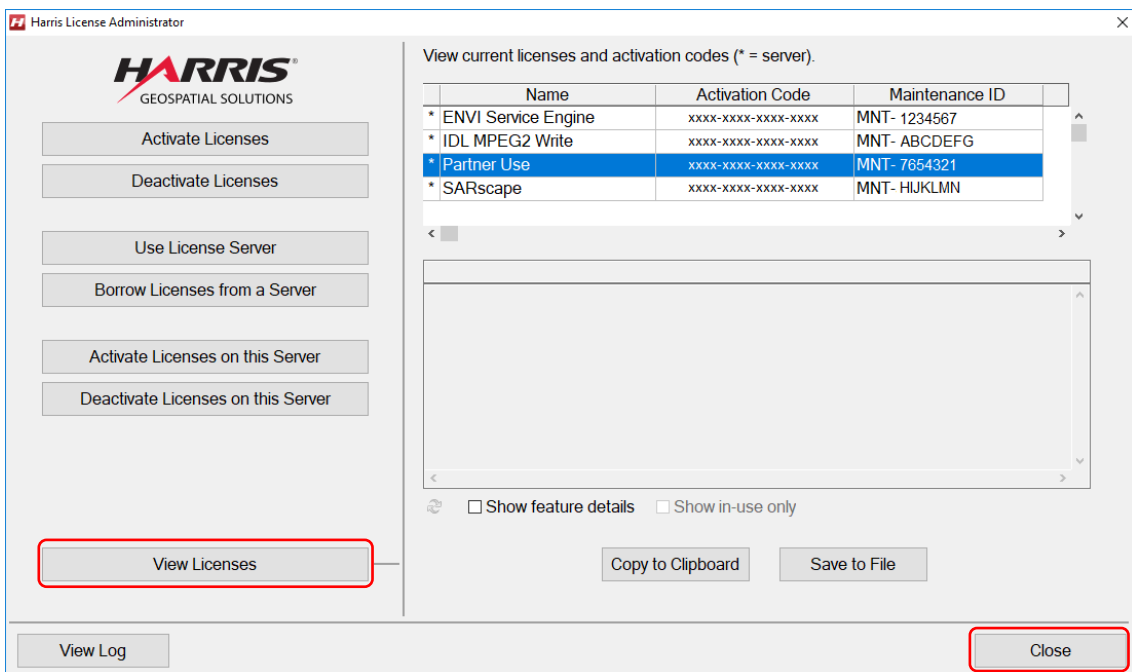 Harris License Administrator
HARRIS®
GEOSPATIAL SOLUTIONS
Activate Licenses
Deactivate Licenses
Use License Server
Borrow Licenses from a Server
Activate Licenses on this Server
Deactivate Licenses on this Server
View Licenses
View current licenses and activation codes (* = server).
Name Activation Code Maintenance ID
* ENVI Service Engine xxxx-xxxx-xxxx-xxxx MNT- 1234567
* IDL MPEG2 Write xxxx-xxxx-xxxx-xxxx MNT- ABCDEFG
* Partner Use xxxx-xxxx-xxxx-xxxx MNT- 7654321
* SARscape xxxx-xxxx-xxxx-xxxx MNT- HIJKLMN
Show feature details Show in-use only
Copy to Clipboard Save to File
View Log Close